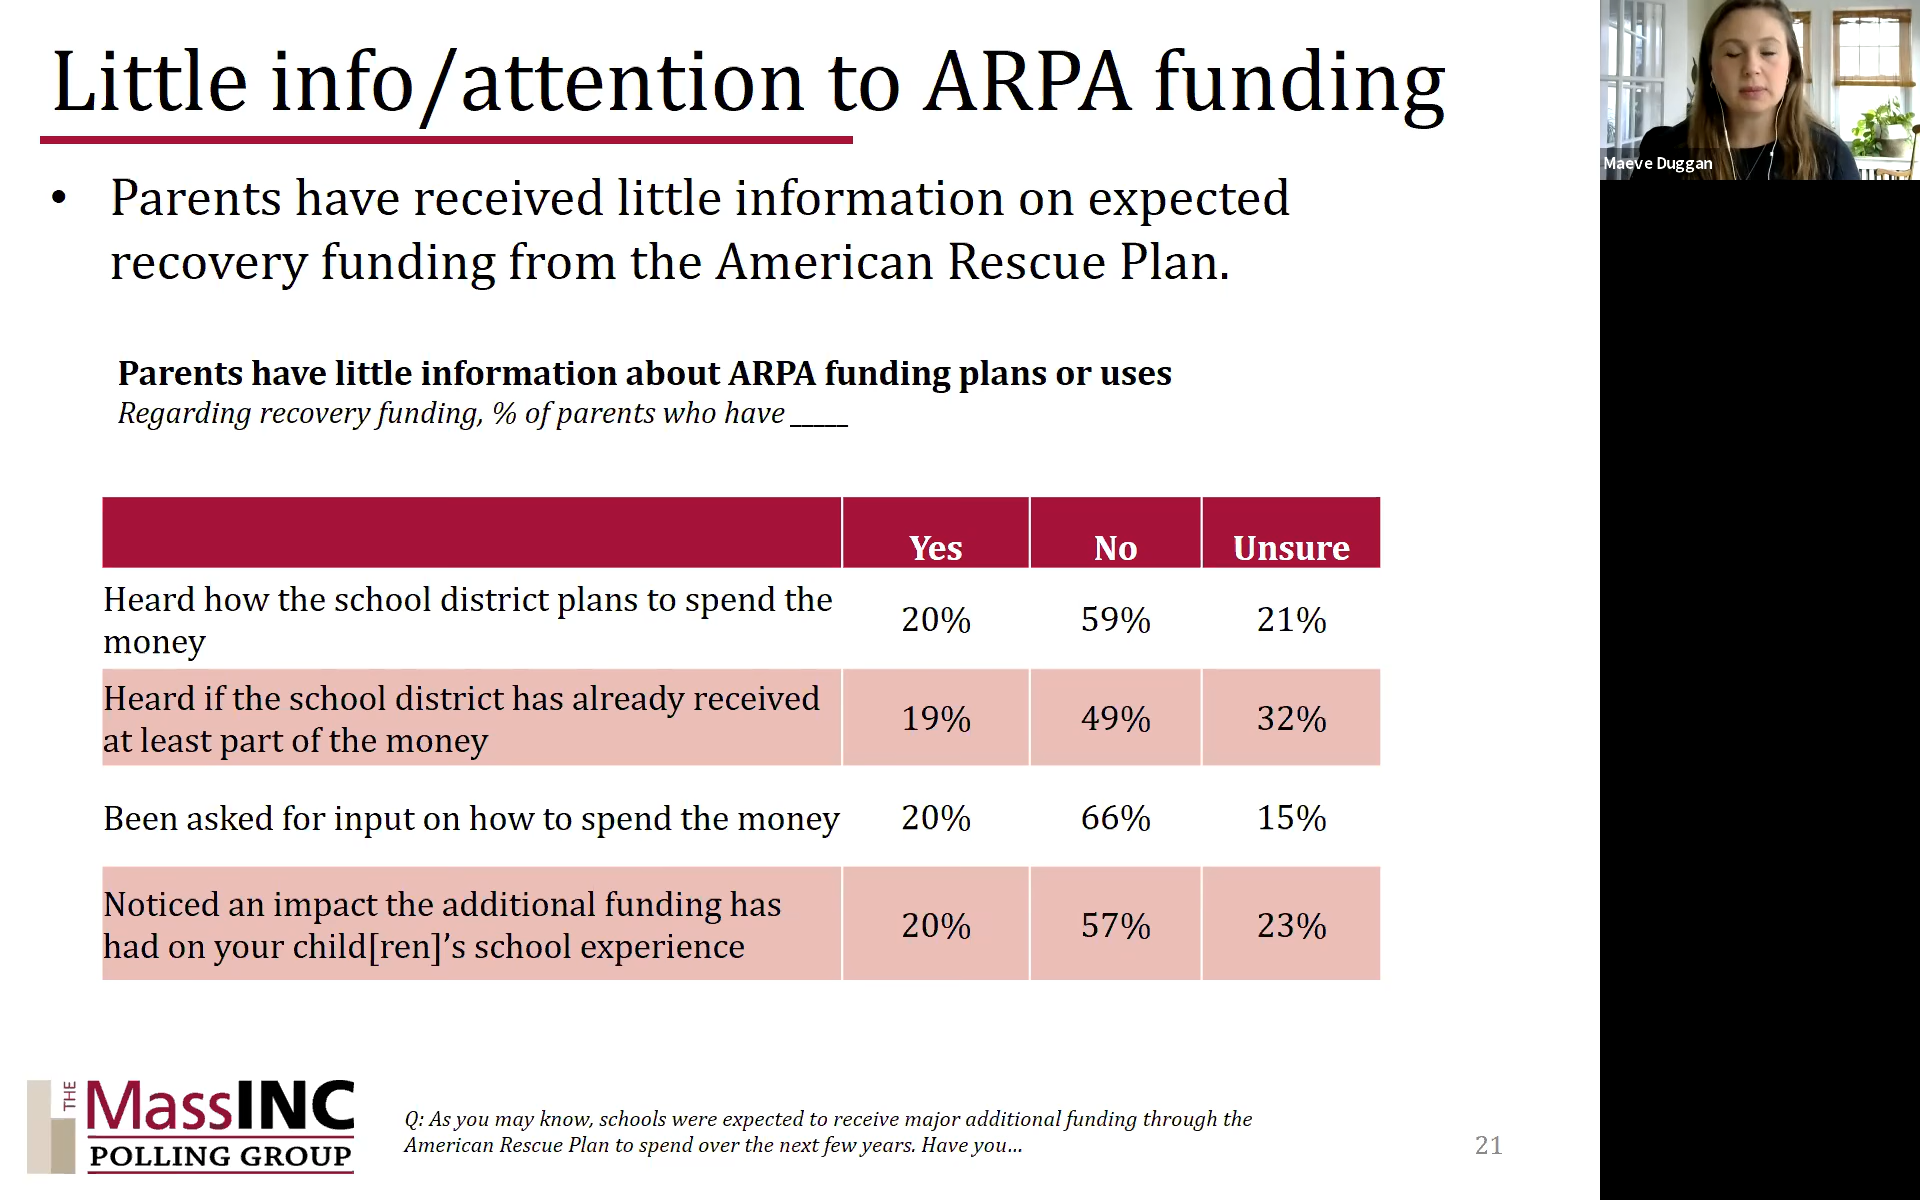 Little info/attention to ARPA funding
• Parents have received little information on expected
recovery funding from the American Rescue Plan.
Parents have little information about ARPA funding plans or uses
Regarding recovery funding, % of parents who have _____
Yes No Unsure
Heard how the school district plans to spend the
money
20% 59% 21%
Heard if the school district has already received
at least part of the money
19% 49% 32%
Been asked for input on how to spend the money 20% 66% 15%
Noticed an impact the additional funding has
had on your child[ren]’s school experience
20% 57% 23%
THE
MassINC
POLLING GROUP
Q: As you may know, schools were expected to receive major additional funding through the
American Rescue Plan to spend over the next few years. Have you…
21
Maeve Duggan